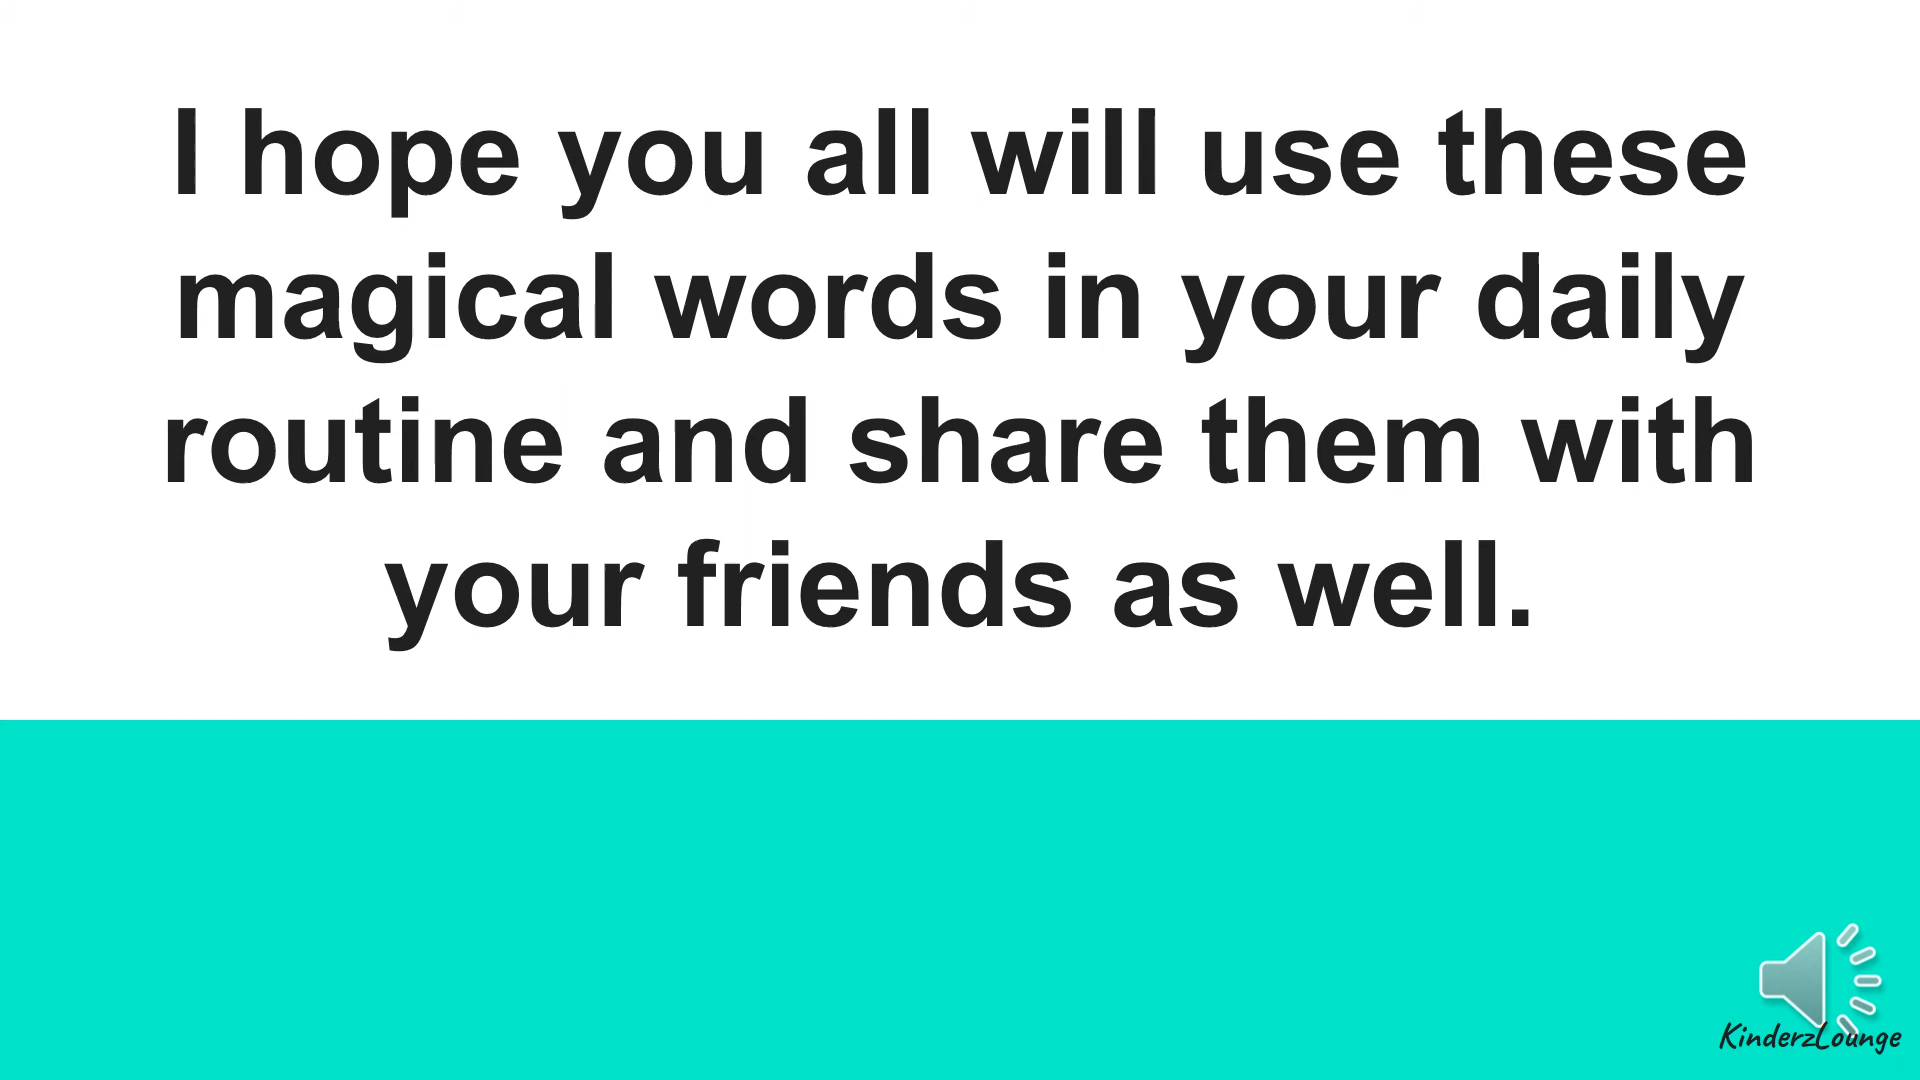 I hope you all will use these
magical words in your daily
routine and share them with
your friends as well.
KinderzLounge